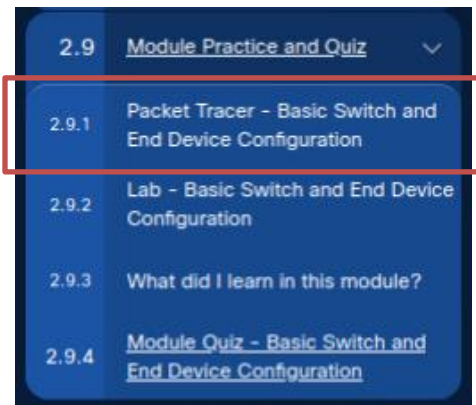 2.9 Module Practice and Quiz
2.9.1 Packet Tracer - Basic Switch and
End Device Configuration
2.9.2 Lab - Basic Switch and End Device
Configuration
2.9.3 What did I learn in this module?
2.9.4 Module Quiz - Basic Switch and
End Device Configuration